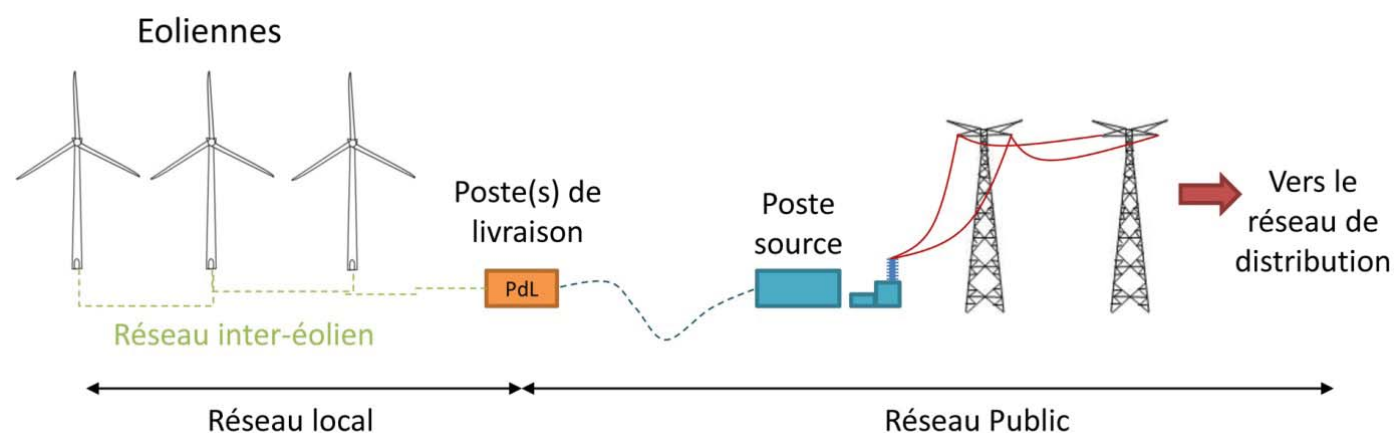 Eoliennes
Poste(s) de
livraison
Poste
source
Vers le
réseau de
distribution
PdL
Réseau inter-éolien
Réseau local
Réseau Public